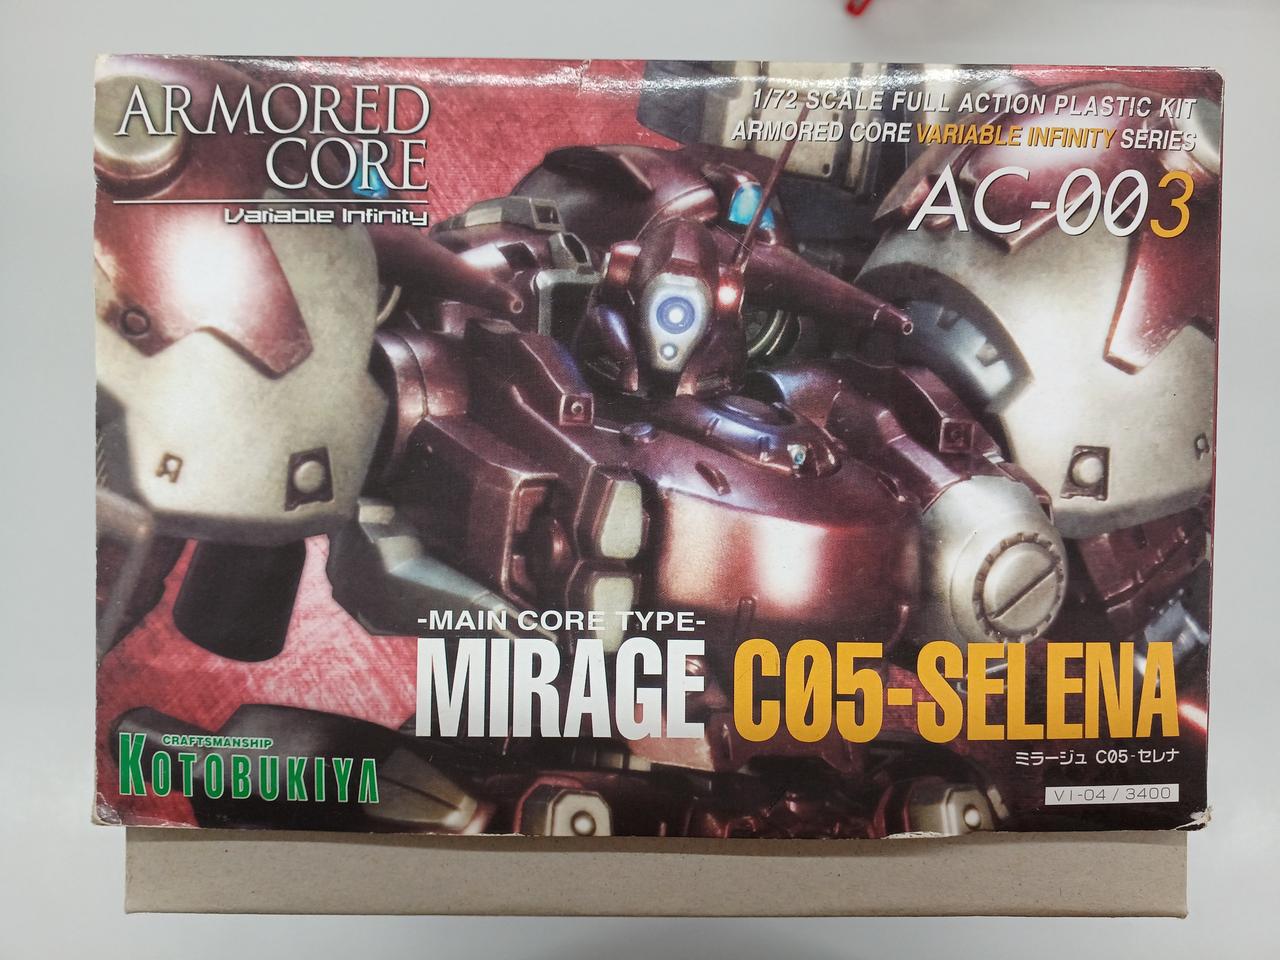 ARMORED
CORE
Variable Infinity
1/72 SCALE FULL ACTION PLASTIC KIT
ARMORED CORE VARIABLE INFINITY SERIES
AC-003
-MAIN CORE TYPE-
MIRAGE C05-SELENA
ミラージュ C05-セレナ
VI-04 / 3400
CRAFTSMANSHIP
KOTOBUKIYA